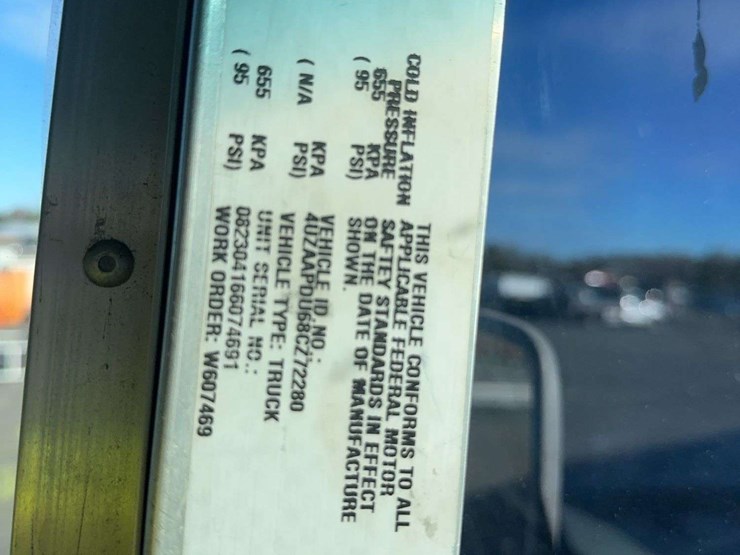 COLD INFLATION
PRESSURE
655 KPA
( 95 PSI)
( N/A KPA
PSI)
655 KPA
( 95 PSI)
THIS VEHICLE CONFORMS TO ALL
APPLICABLE FEDERAL MOTOR
SAFTEY STANDARDS IN EFFECT
ON THE DATE OF MANUFACTURE
SHOWN.
VEHICLE ID NO.:
4UZAAPDU68CZ72280
VEHICLE TYPE: TRUCK
UNIT SERIAL NO.:
082304166074691
WORK ORDER: W607469